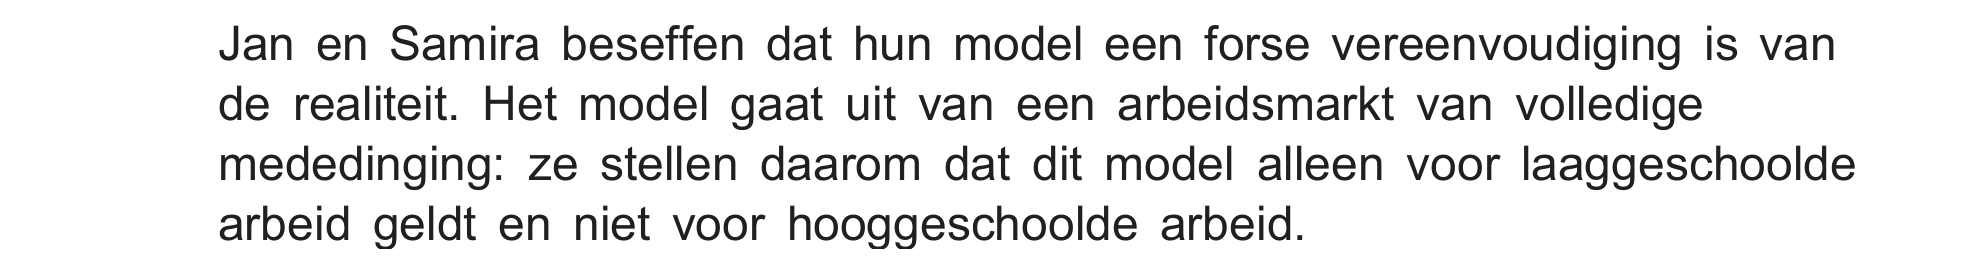 Jan en Samira beseffen dat hun model een forse vereenvoudiging is van
de realiteit. Het model gaat uit van een arbeidsmarkt van volledige
mededinging: ze stellen daarom dat dit model alleen voor laaggeschoolde
arbeid geldt en niet voor hooggeschoolde arbeid.